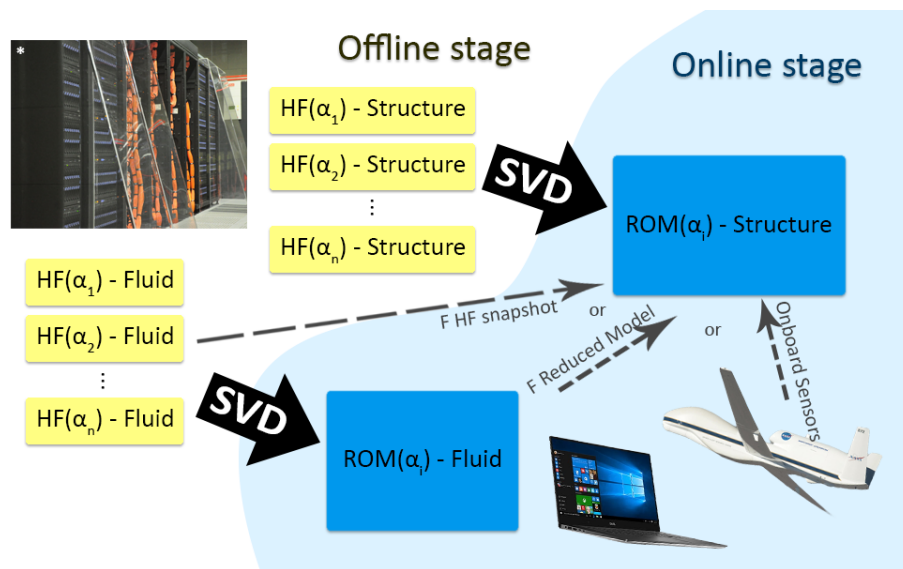 *
Offline stage
Online stage
HF(α₁) - Structure
HF(α₂) - Structure
⋮
HF(αₙ) - Structure
SVD
ROM(αᵢ) - Structure
HF(α₁) - Fluid
HF(α₂) - Fluid
⋮
HF(αₙ) - Fluid
SVD
ROM(αᵢ) - Fluid
F HF snapshot
or
F Reduced Model
or
Onboard Sensors